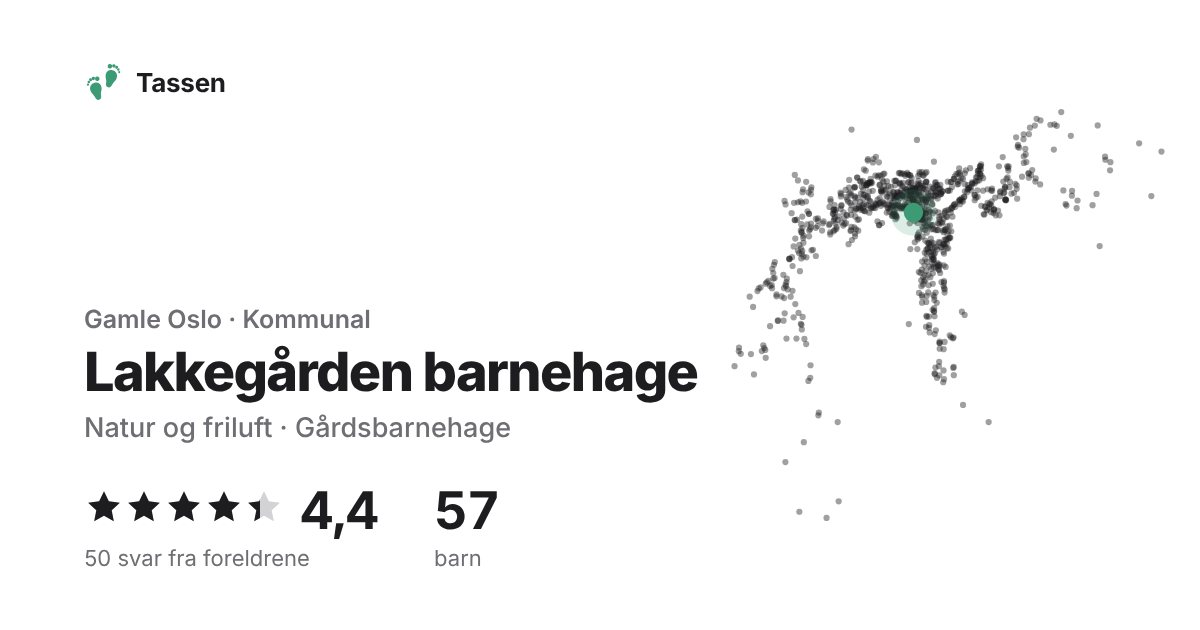 Tassen
Gamle Oslo · Kommunal
Lakkegården barnehage
Natur og friluft · Gårdsbarnehage
4,4
57
50 svar fra foreldrene
barn